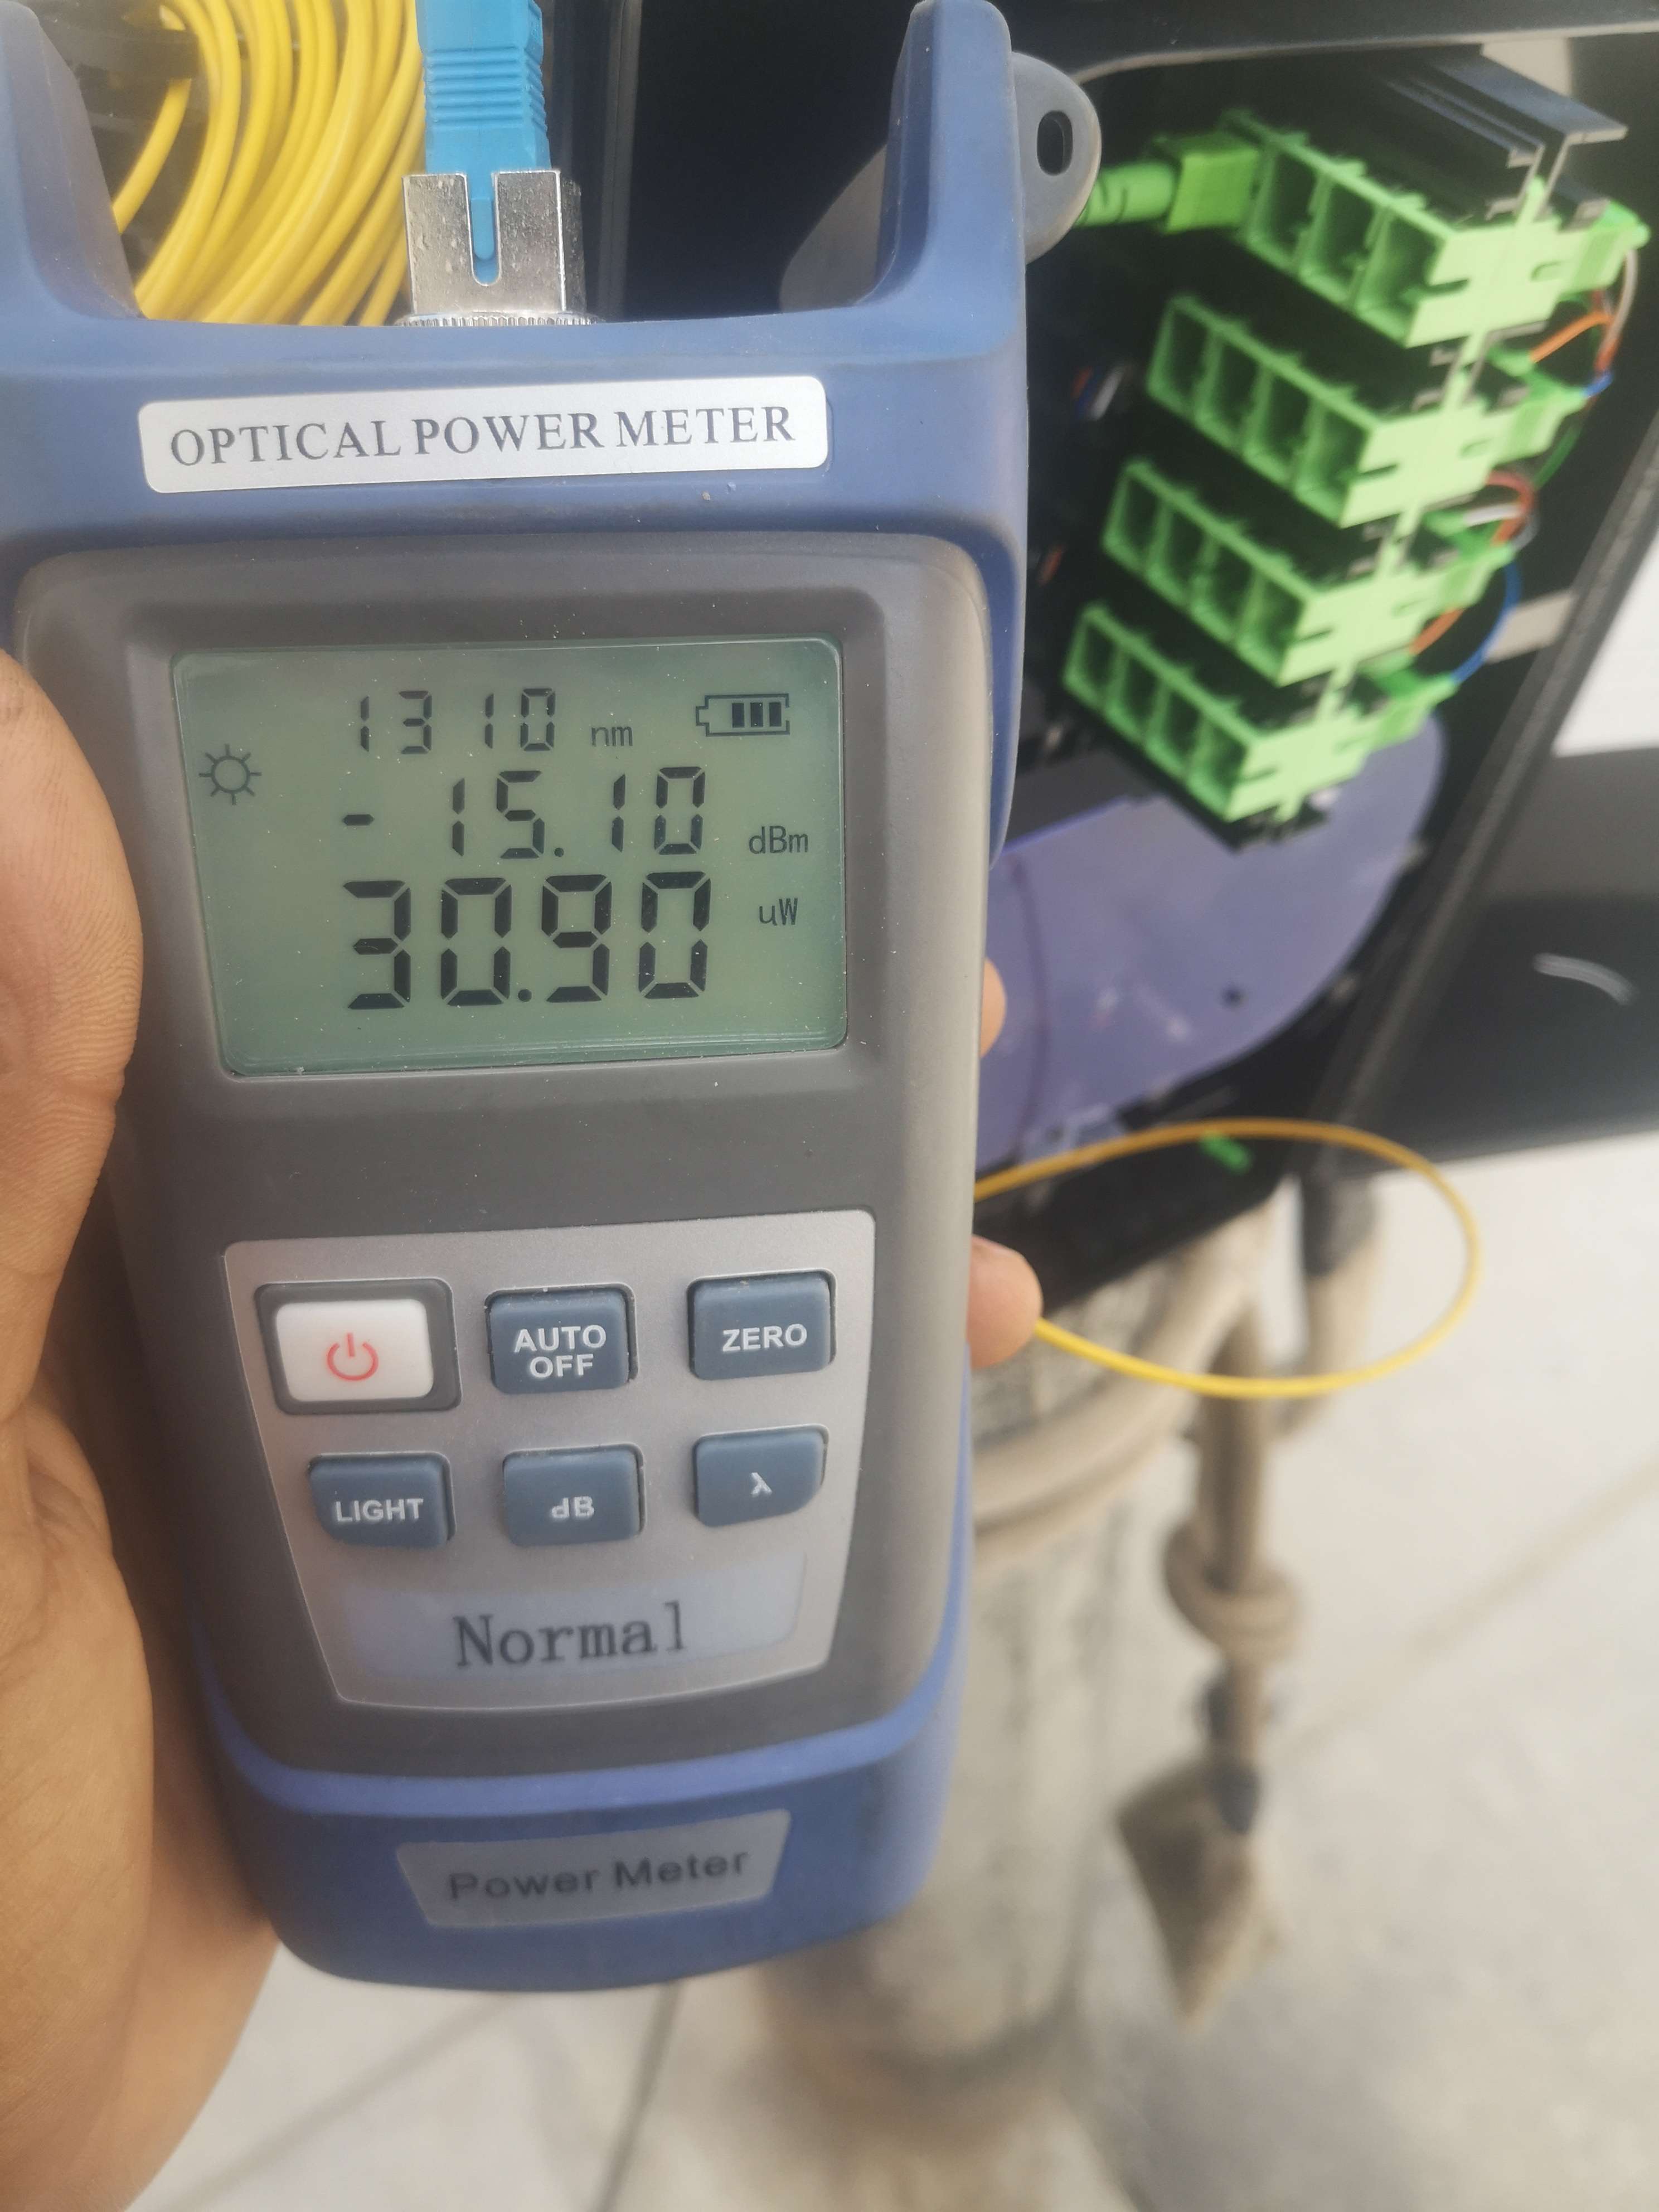 OPTICAL POWER METER
1310 nm
- 15.10 dBm
30.90 uW
AUTO OFF
ZERO
LIGHT
dB
λ
Normal
Power Meter